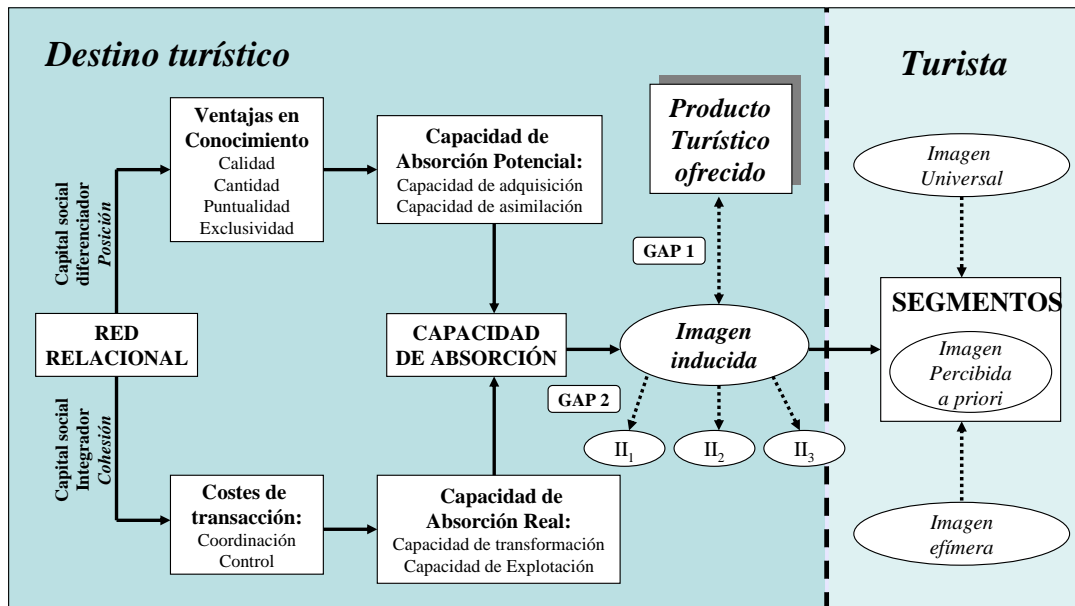 Destino turístico
Turista
Ventajas en
Conocimiento
Calidad
Cantidad
Puntualidad
Exclusividad
Capacidad de
Absorción Potencial:
Capacidad de adquisición
Capacidad de asimilación
Producto
Turístico
ofrecido
Imagen
Universal
Capital social
diferenciador
Posición
GAP 1
RED
RELACIONAL
CAPACIDAD
DE ABSORCIÓN
Imagen
inducida
SEGMENTOS
Imagen
Percibida
a priori
GAP 2
II₁
II₂
II₃
Capital social
Integrador
Cohesión
Costes de
transacción:
Coordinación
Control
Capacidad de
Absorción Real:
Capacidad de transformación
Capacidad de Explotación
Imagen
efímera